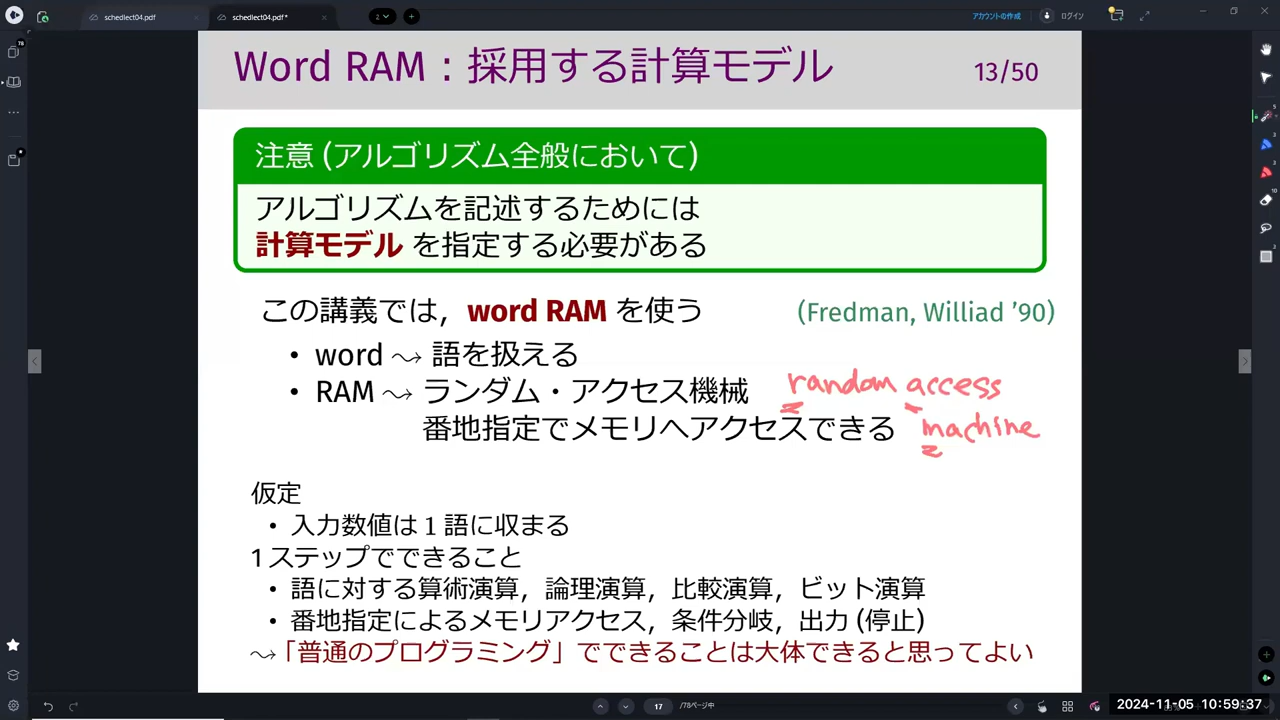 schedlect04.pdf
schedlect04.pdf*
2
アカウントの作成
ログイン
Word RAM：採用する計算モデル
13/50
注意 (アルゴリズム全般において)
アルゴリズムを記述するためには
計算モデル を指定する必要がある
この講義では，word RAM を使う
(Fredman, Williad ’90)
• word ⤳ 語を扱える
• RAM ⤳ ランダム・アクセス機械
random access
番地指定でメモリへアクセスできる
machine
仮定
• 入力数値は 1 語に収まる
1 ステップでできること
• 語に対する算術演算，論理演算，比較演算，ビット演算
• 番地指定によるメモリアクセス，条件分岐，出力 (停止)
⤳「普通のプログラミング」でできることは大体できると思ってよい
17
/78ページ中
2024-11-05 10:59:37